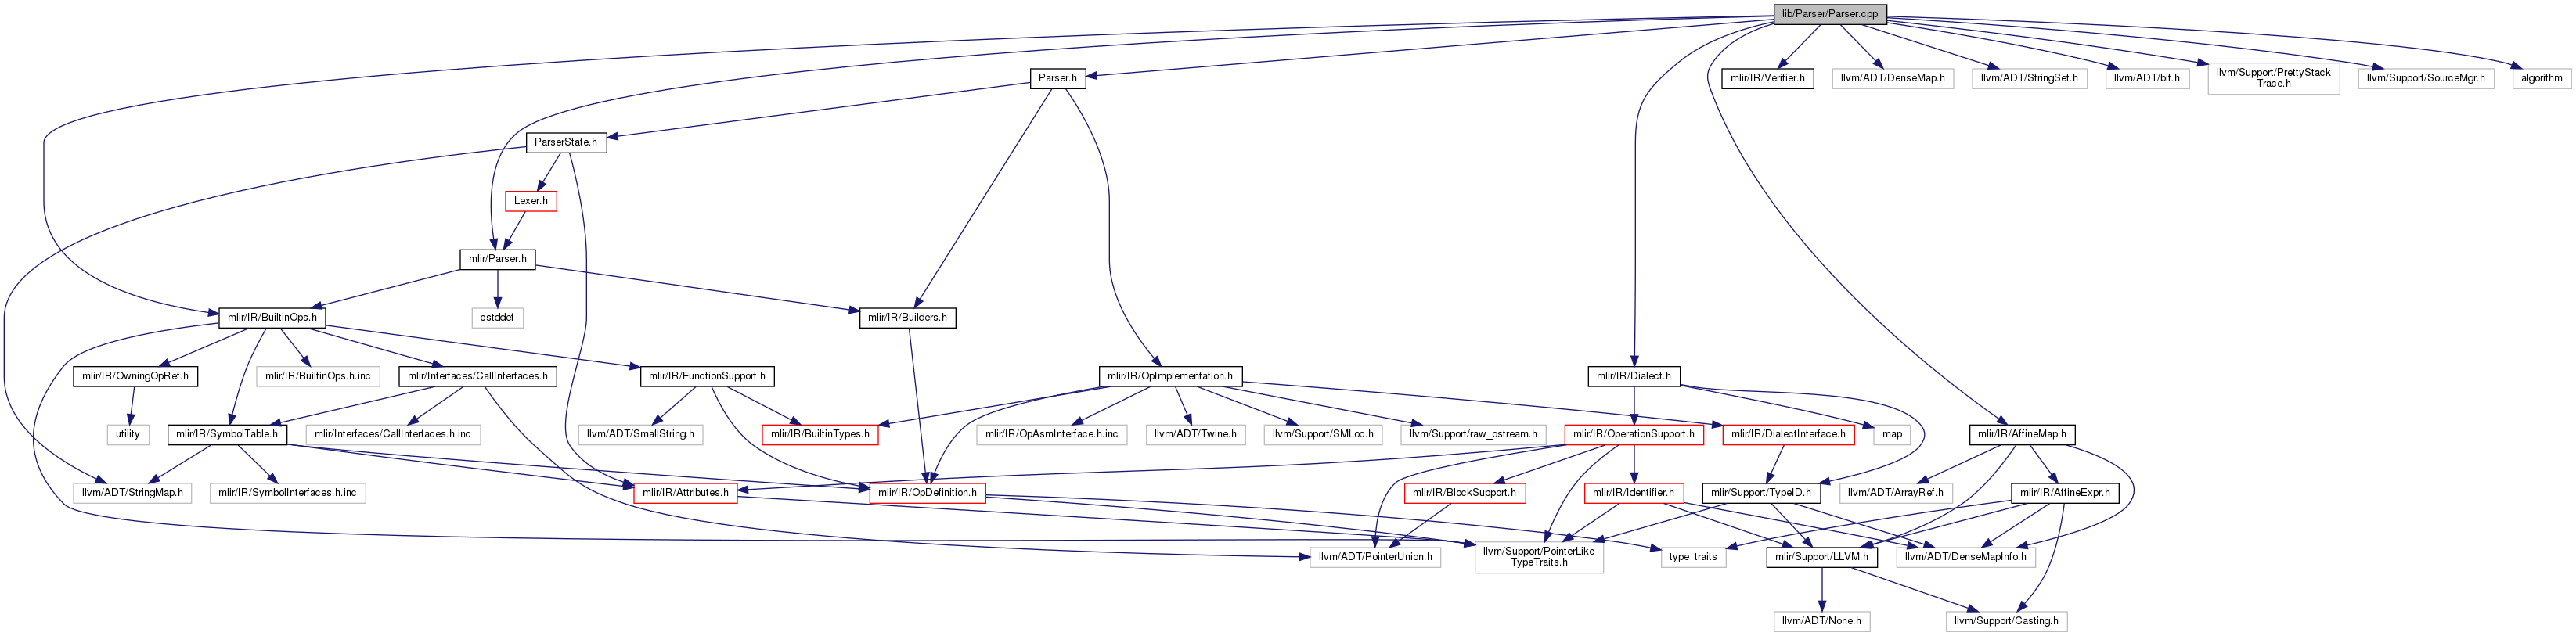 lib/Parser/Parser.cpp
Parser.h
mlir/IR/Verifier.h
llvm/ADT/DenseMap.h
llvm/ADT/StringSet.h
llvm/ADT/bit.h
llvm/Support/PrettyStack
Trace.h
llvm/Support/SourceMgr.h
algorithm
ParserState.h
Lexer.h
mlir/Parser.h
mlir/IR/BuiltinOps.h
cstddef
mlir/IR/Builders.h
mlir/IR/OwningOpRef.h
mlir/IR/BuiltinOps.h.inc
mlir/Interfaces/CallInterfaces.h
mlir/IR/FunctionSupport.h
mlir/IR/OpImplementation.h
mlir/IR/Dialect.h
utility
mlir/IR/SymbolTable.h
mlir/Interfaces/CallInterfaces.h.inc
llvm/ADT/SmallString.h
mlir/IR/BuiltinTypes.h
mlir/IR/OpAsmInterface.h.inc
llvm/ADT/Twine.h
llvm/Support/SMLoc.h
llvm/Support/raw_ostream.h
mlir/IR/OperationSupport.h
mlir/IR/DialectInterface.h
map
mlir/IR/AffineMap.h
llvm/ADT/StringMap.h
mlir/IR/SymbolInterfaces.h.inc
mlir/IR/Attributes.h
mlir/IR/OpDefinition.h
mlir/IR/BlockSupport.h
mlir/IR/Identifier.h
mlir/Support/TypeID.h
llvm/ADT/ArrayRef.h
mlir/IR/AffineExpr.h
llvm/ADT/PointerUnion.h
llvm/Support/PointerLike
TypeTraits.h
type_traits
mlir/Support/LLVM.h
llvm/ADT/DenseMapInfo.h
llvm/ADT/None.h
llvm/Support/Casting.h